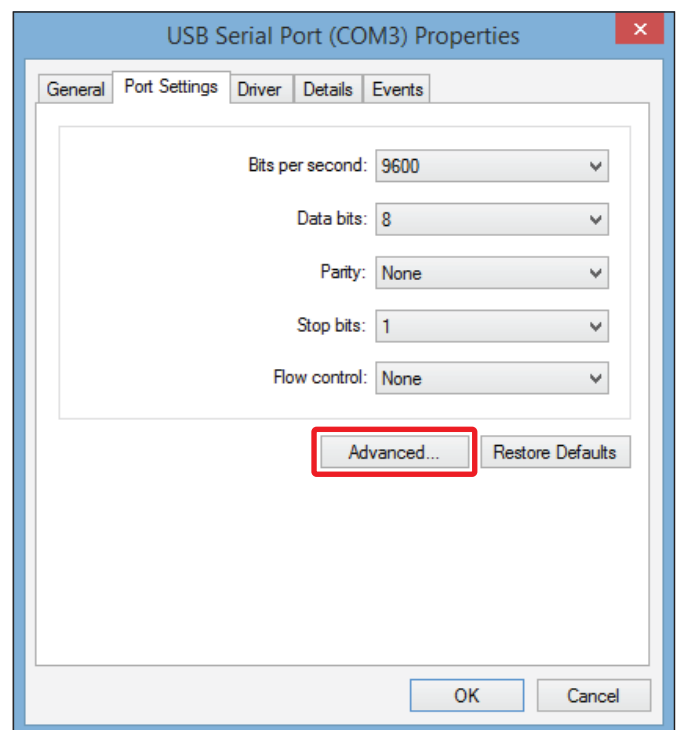 USB Serial Port (COM3) Properties
General Port Settings Driver Details Events
Bits per second: 9600
Data bits: 8
Parity: None
Stop bits: 1
Flow control: None
Advanced... Restore Defaults
OK Cancel